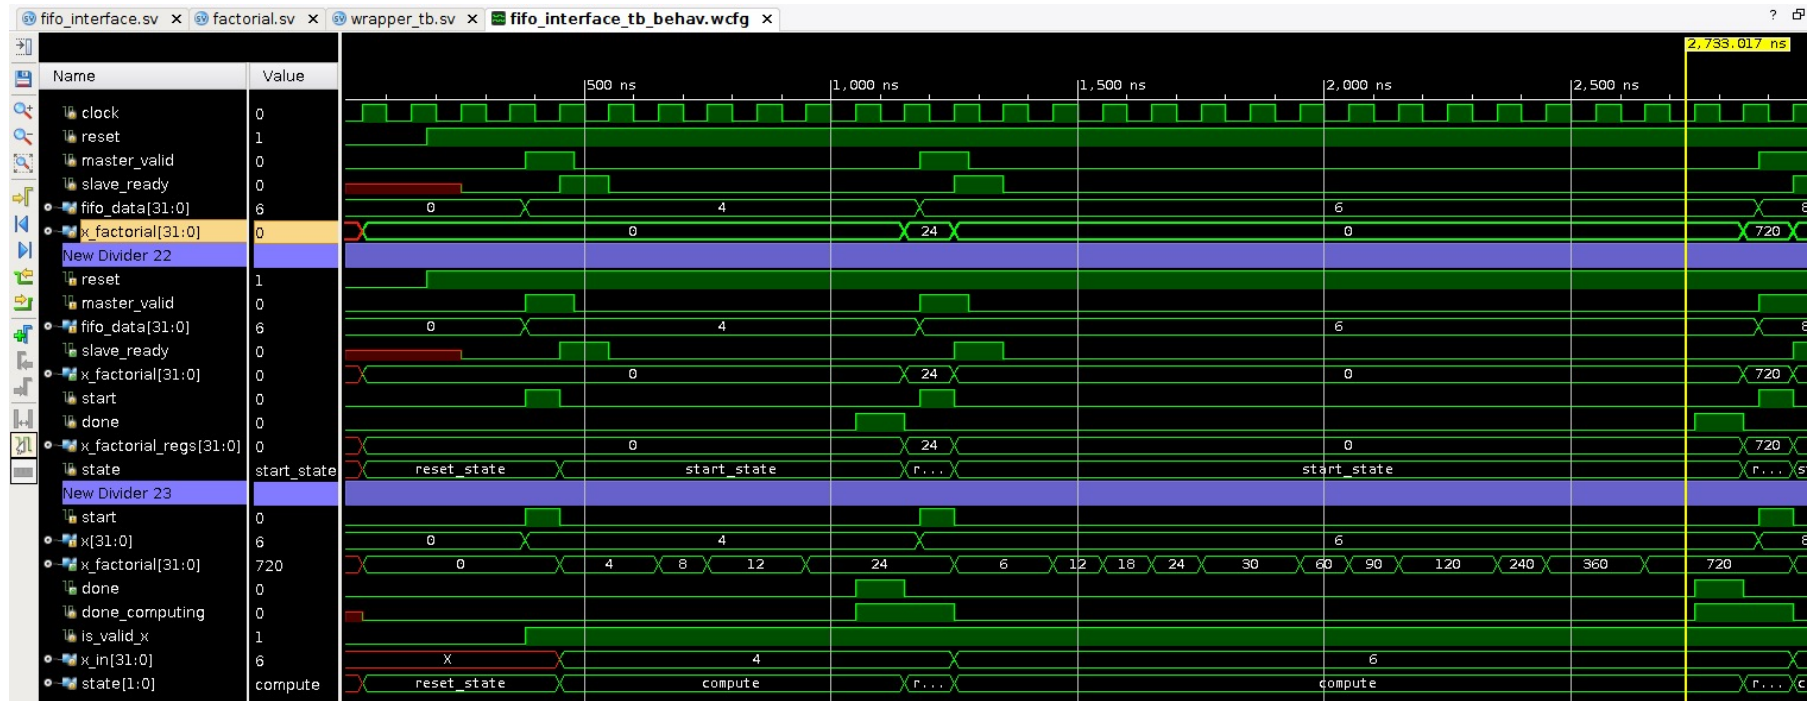 fifo_interface.sv x factorial.sv x wrapper_tb.sv x fifo_interface_tb_behav.wcfg x ?
2,733.017 ns
Name Value
500 ns 1,000 ns 1,500 ns 2,000 ns 2,500 ns
clock 0
reset 1
master_valid 0
slave_ready 0
fifo_data[31:0] 6 0 4 6 8
x_factorial[31:0] 0 0 24 0 720
New Divider 22
reset 1
master_valid 0
fifo_data[31:0] 6 0 4 6 8
slave_ready 0
x_factorial[31:0] 0 0 24 0 720
start 0
done 0
x_factorial_regs[31:0] 0 0 24 0 720
state start_state reset_state start_state r... start_state r... s
New Divider 23
start 0
x[31:0] 6 0 4 6 8
x_factorial[31:0] 720 0 4 8 12 24 6 12 18 24 30 60 90 120 240 360 720
done 0
done_computing 0
is_valid_x 1
x_in[31:0] 6 X 4 6
state[1:0] compute reset_state compute r... compute r... c